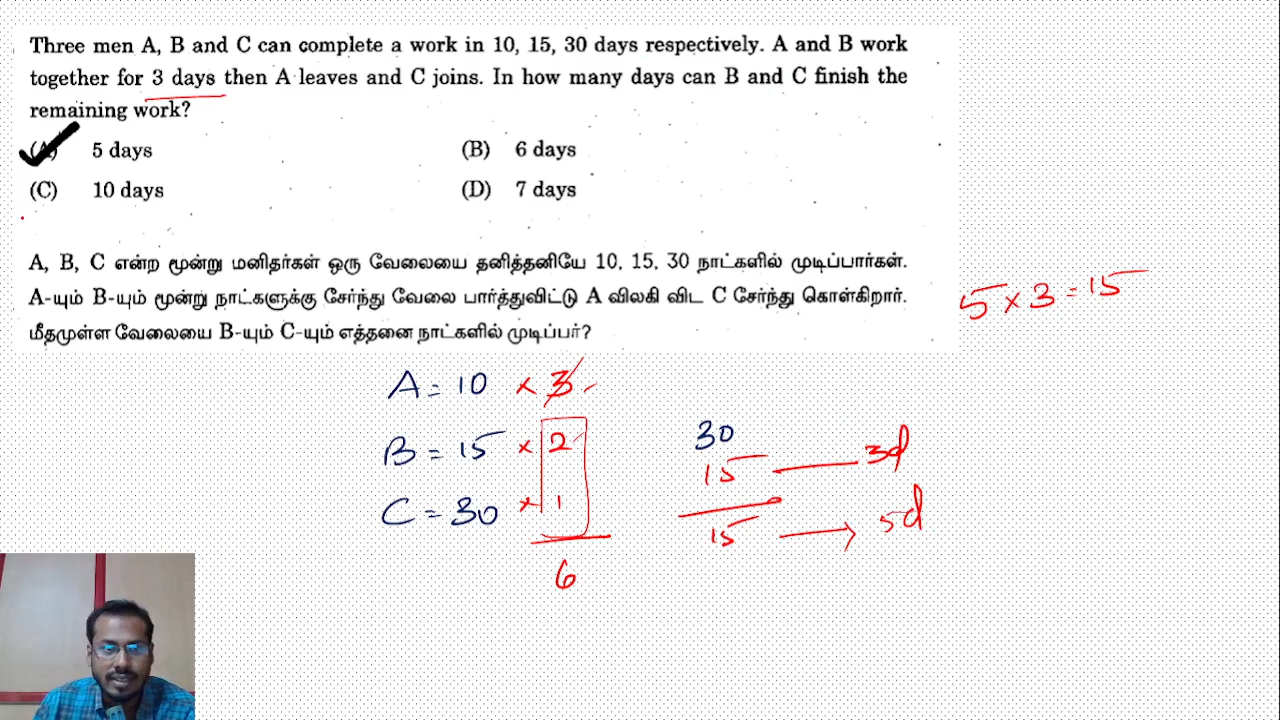 Three men A, B and C can complete a work in 10, 15, 30 days respectively. A and B work
together for 3 days then A leaves and C joins. In how many days can B and C finish the
remaining work?
(A) 5 days (B) 6 days
(C) 10 days (D) 7 days
A, B, C என்ற மூன்று மனிதர்கள் ஒரு வேலையை தனித்தனியே 10, 15, 30 நாட்களில் முடிப்பார்கள்.
A-யும் B-யும் மூன்று நாட்களுக்கு சேர்ந்து வேலை பார்த்துவிட்டு A விலகி விட C சேர்ந்து கொள்கிறார்.
மீதமுள்ள வேலையை B-யும் C-யும் எத்தனை நாட்களில் முடிப்பர்?
5 × 3 = 15
A = 10 × 3
B = 15 × 2
C = 30 × 1
6
30
15 — 3d
15 → 5d